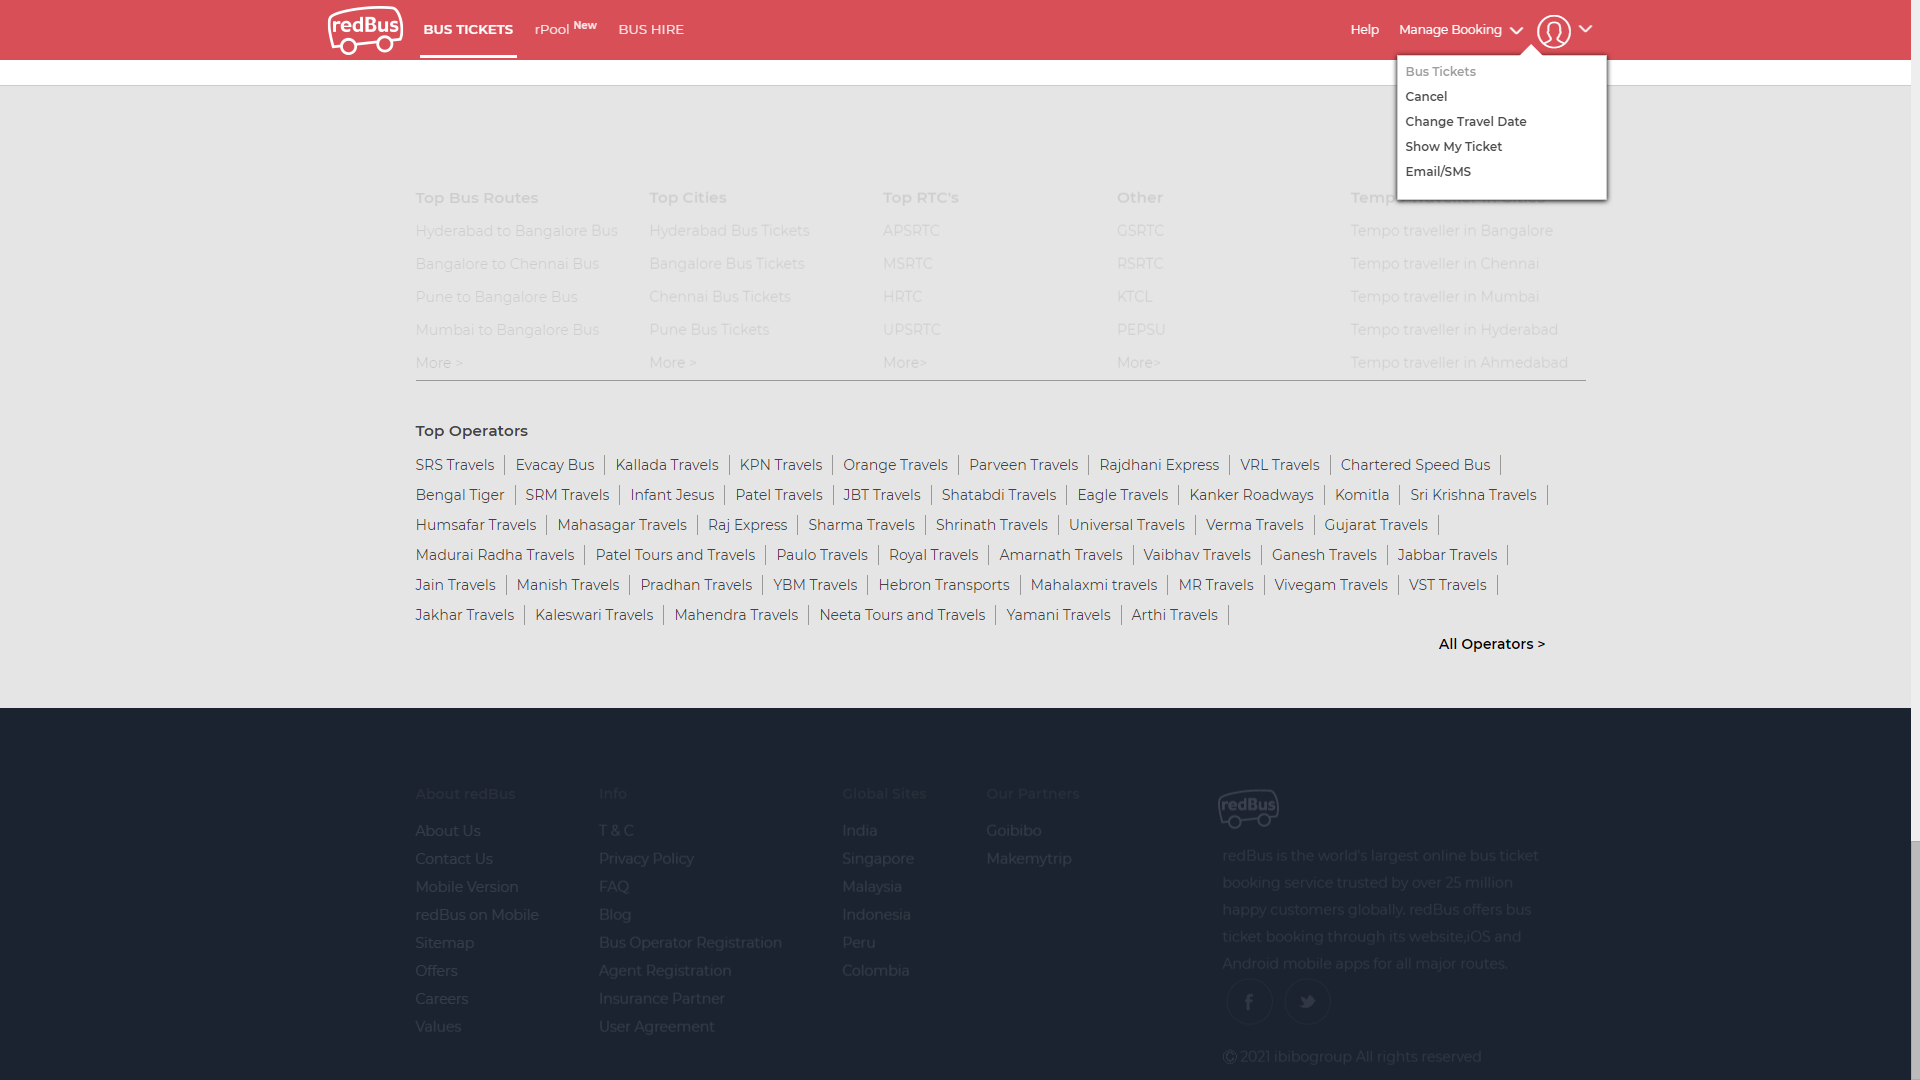 redBus
BUS TICKETS
rPool New
BUS HIRE
Help
Manage Booking
Bus Tickets
Cancel
Change Travel Date
Show My Ticket
Email/SMS
Top Bus Routes
Hyderabad to Bangalore Bus
Bangalore to Chennai Bus
Pune to Bangalore Bus
Mumbai to Bangalore Bus
More >
Top Cities
Hyderabad Bus Tickets
Bangalore Bus Tickets
Chennai Bus Tickets
Pune Bus Tickets
More >
Top RTC's
APSRTC
MSRTC
HRTC
UPSRTC
More>
Other
GSRTC
RSRTC
KTCL
PEPSU
More>
Tempo traveller in Bangalore
Tempo traveller in Chennai
Tempo traveller in Mumbai
Tempo traveller in Hyderabad
Tempo traveller in Ahmedabad
Top Operators
SRS Travels | Evacay Bus | Kallada Travels | KPN Travels | Orange Travels | Parveen Travels | Rajdhani Express | VRL Travels | Chartered Speed Bus |
Bengal Tiger | SRM Travels | Infant Jesus | Patel Travels | JBT Travels | Shatabdi Travels | Eagle Travels | Kanker Roadways | Komitla | Sri Krishna Travels |
Humsafar Travels | Mahasagar Travels | Raj Express | Sharma Travels | Shrinath Travels | Universal Travels | Verma Travels | Gujarat Travels |
Madurai Radha Travels | Patel Tours and Travels | Paulo Travels | Royal Travels | Amarnath Travels | Vaibhav Travels | Ganesh Travels | Jabbar Travels |
Jain Travels | Manish Travels | Pradhan Travels | YBM Travels | Hebron Transports | Mahalaxmi travels | MR Travels | Vivegam Travels | VST Travels |
Jakhar Travels | Kaleswari Travels | Mahendra Travels | Neeta Tours and Travels | Yamani Travels | Arthi Travels |
All Operators >
About redBus
About Us
Contact Us
Mobile Version
redBus on Mobile
Sitemap
Offers
Careers
Values
Info
T & C
Privacy Policy
FAQ
Blog
Bus Operator Registration
Agent Registration
Insurance Partner
User Agreement
Global Sites
India
Singapore
Malaysia
Indonesia
Peru
Colombia
Our Partners
Goibibo
Makemytrip
redBus
redBus is the world's largest online bus ticket
booking service trusted by over 25 million
happy customers globally. redBus offers bus
ticket booking through its website,iOS and
Android mobile apps for all major routes.
© 2021 ibibogroup All rights reserved